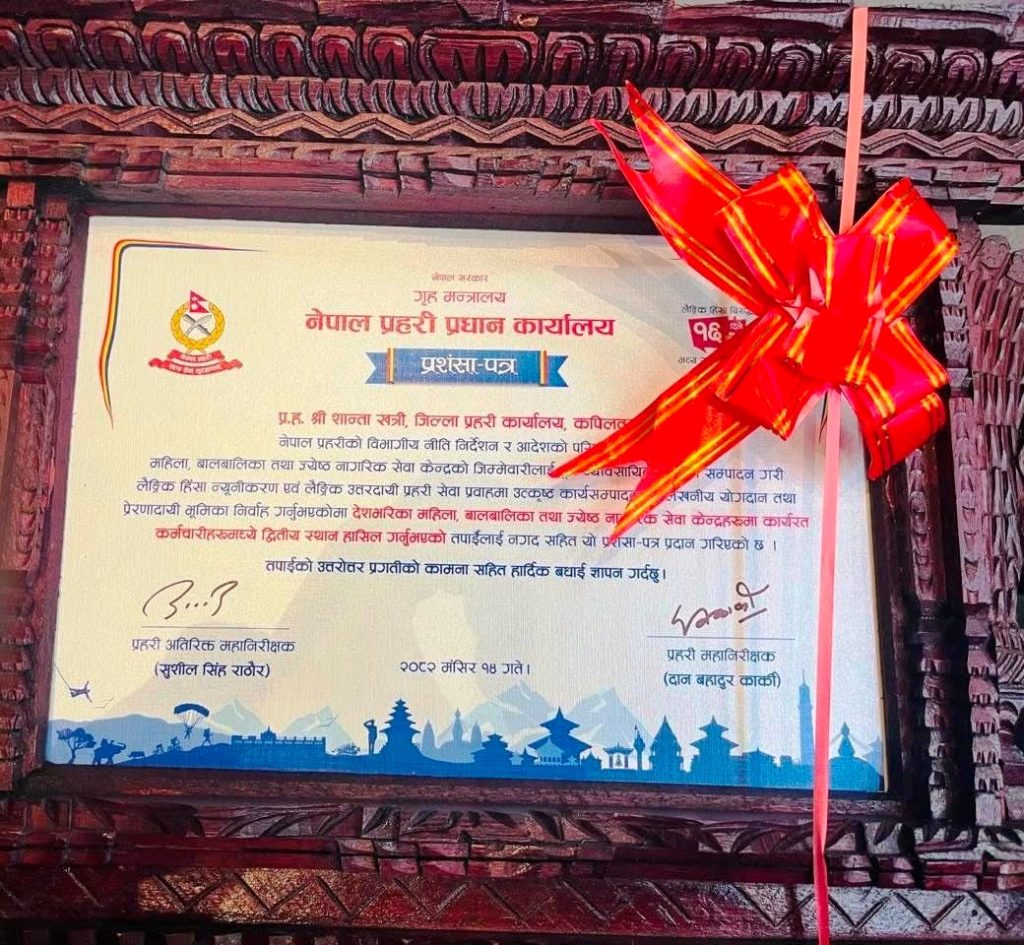 नेपाल सरकार
गृह मन्त्रालय
नेपाल प्रहरी प्रधान कार्यालय
प्रशंसा-पत्र
लैङ्गिक हिंसा
१६
प्र.ह. श्री शान्ता खत्री, जिल्ला प्रहरी कार्यालय,
नेपाल प्रहरीको विभागीय नीति निर्देशन र आदेशको
महिला, बालबालिका तथा ज्येष्ठ नागरिक सेवा केन्द्रको जिम्मेवारीलाई सम्पादन गरी
लैङ्गिक हिंसा न्यूनीकरण एवं लैङ्गिक उत्तरदायी प्रहरी सेवा प्रवाहमा उत्कृष्ट योगदान तथा
प्रेरणादायी भूमिका निर्वाह गर्नुभएकोमा देशभरिका महिला, बालबालिका तथा ज्येष्ठ सेवा केन्द्रहरुमा कार्यरत
कर्मचारीहरुमध्ये द्वितीय स्थान हासिल गर्नुभएको तपाईंलाई नगद सहित यो प्रशंसा-पत्र प्रदान गरिएको छ ।
तपाईंको उत्तरोत्तर प्रगतीको कामना सहित हार्दिक बधाई ज्ञापन गर्दछु।
प्रहरी अतिरिक्त महानिरीक्षक
(सुशील सिंह राठौर)
२०८२ मंसिर १४ गते।
प्रहरी महानिरीक्षक
(दान बहादुर कार्की)